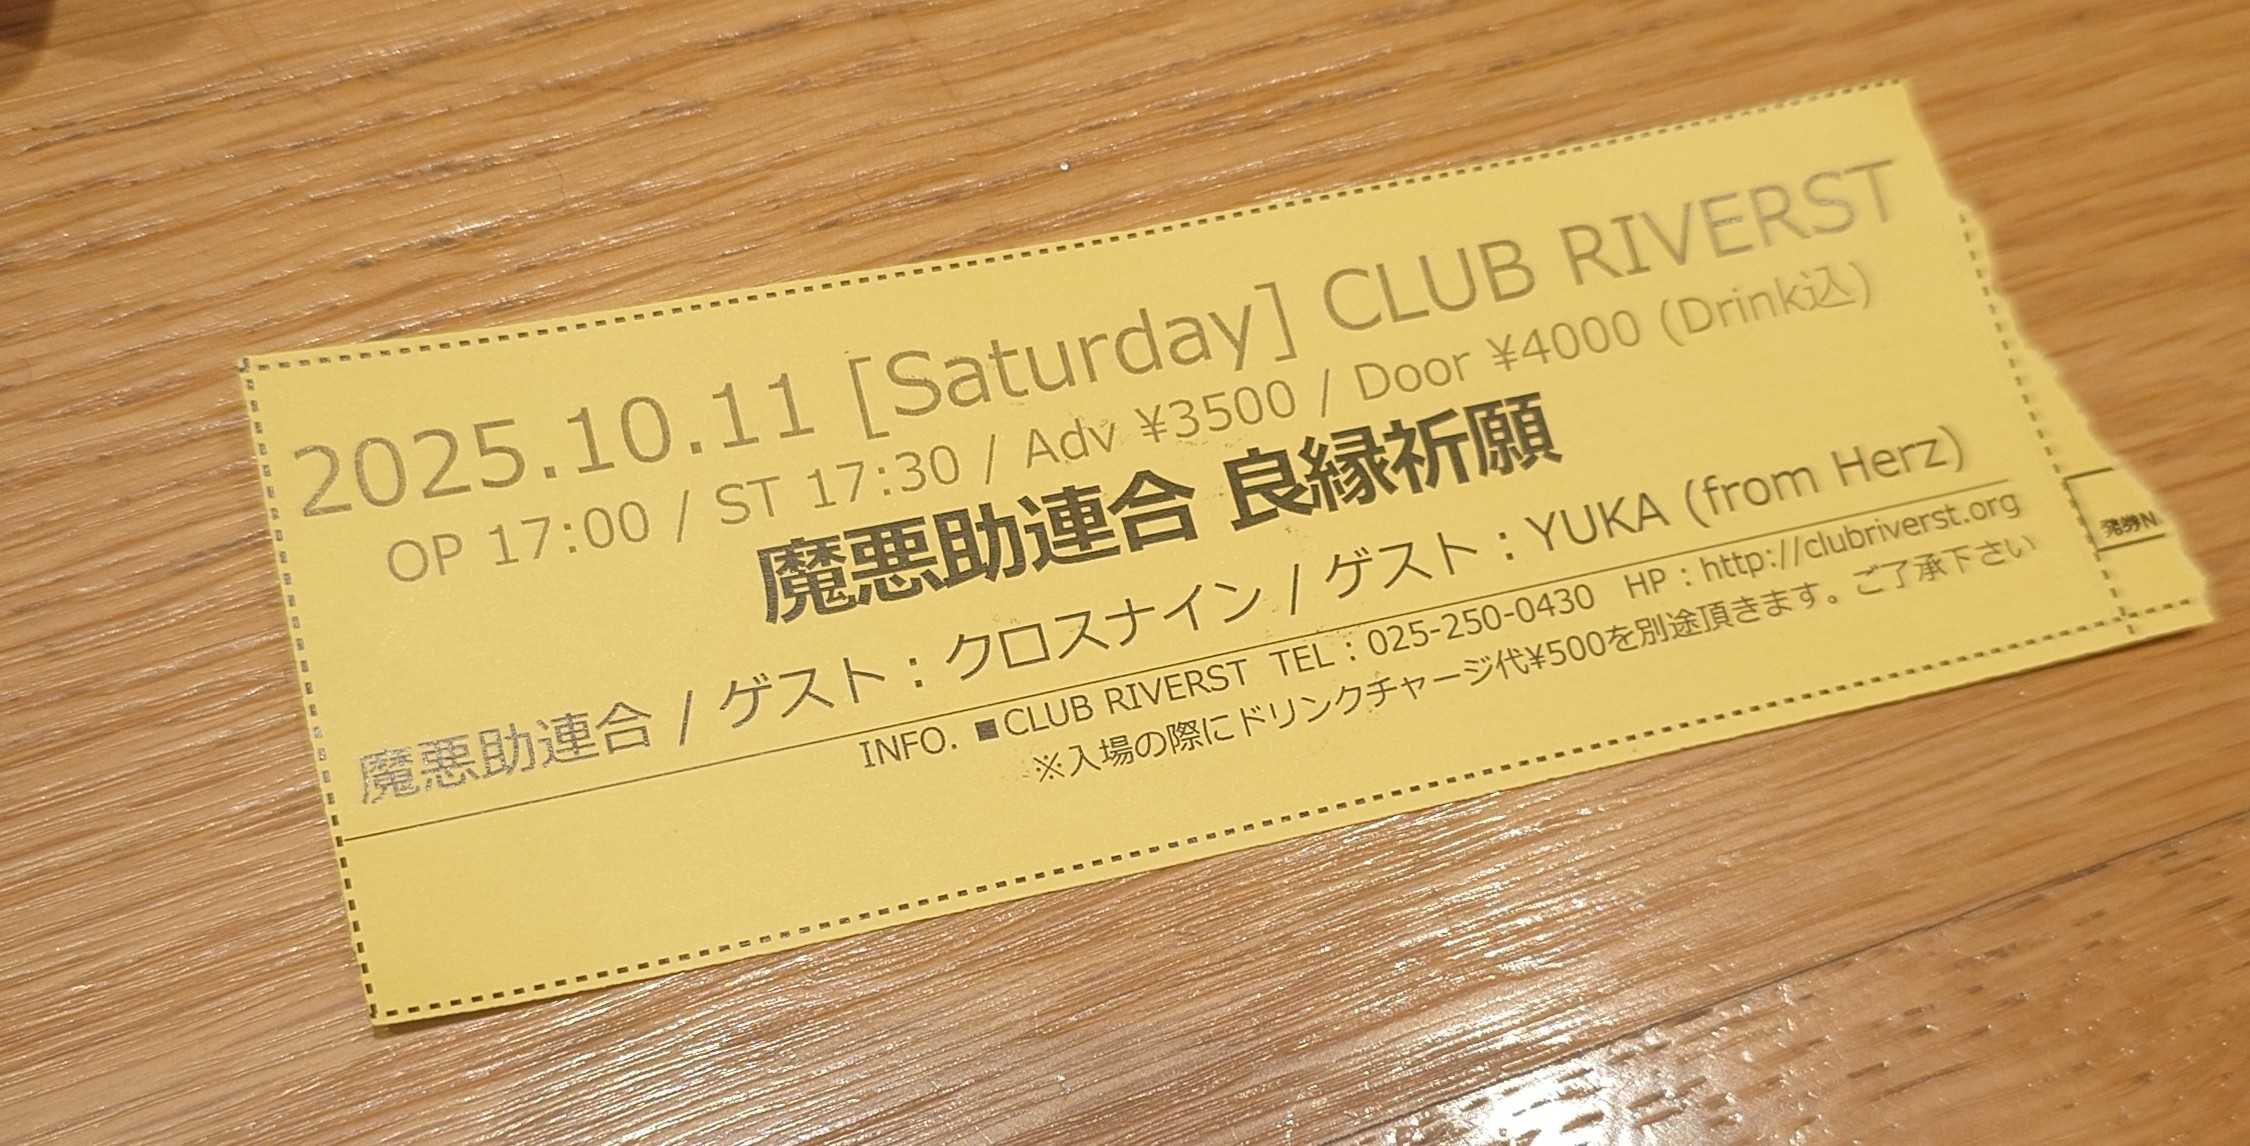 2025.10.11 [Saturday] CLUB RIVERST
OP 17:00 / ST 17:30 / Adv ¥3500 / Door ¥4000 (Drink込)
魔悪助連合 良縁祈願
魔悪助連合 / ゲスト：クロスナイン / ゲスト：YUKA (from Herz)
INFO. ■CLUB RIVERST TEL：025-250-0430 HP：http://clubriverst.org
※入場の際にドリンクチャージ代¥500を別途頂きます。ご了承下さい
発券N